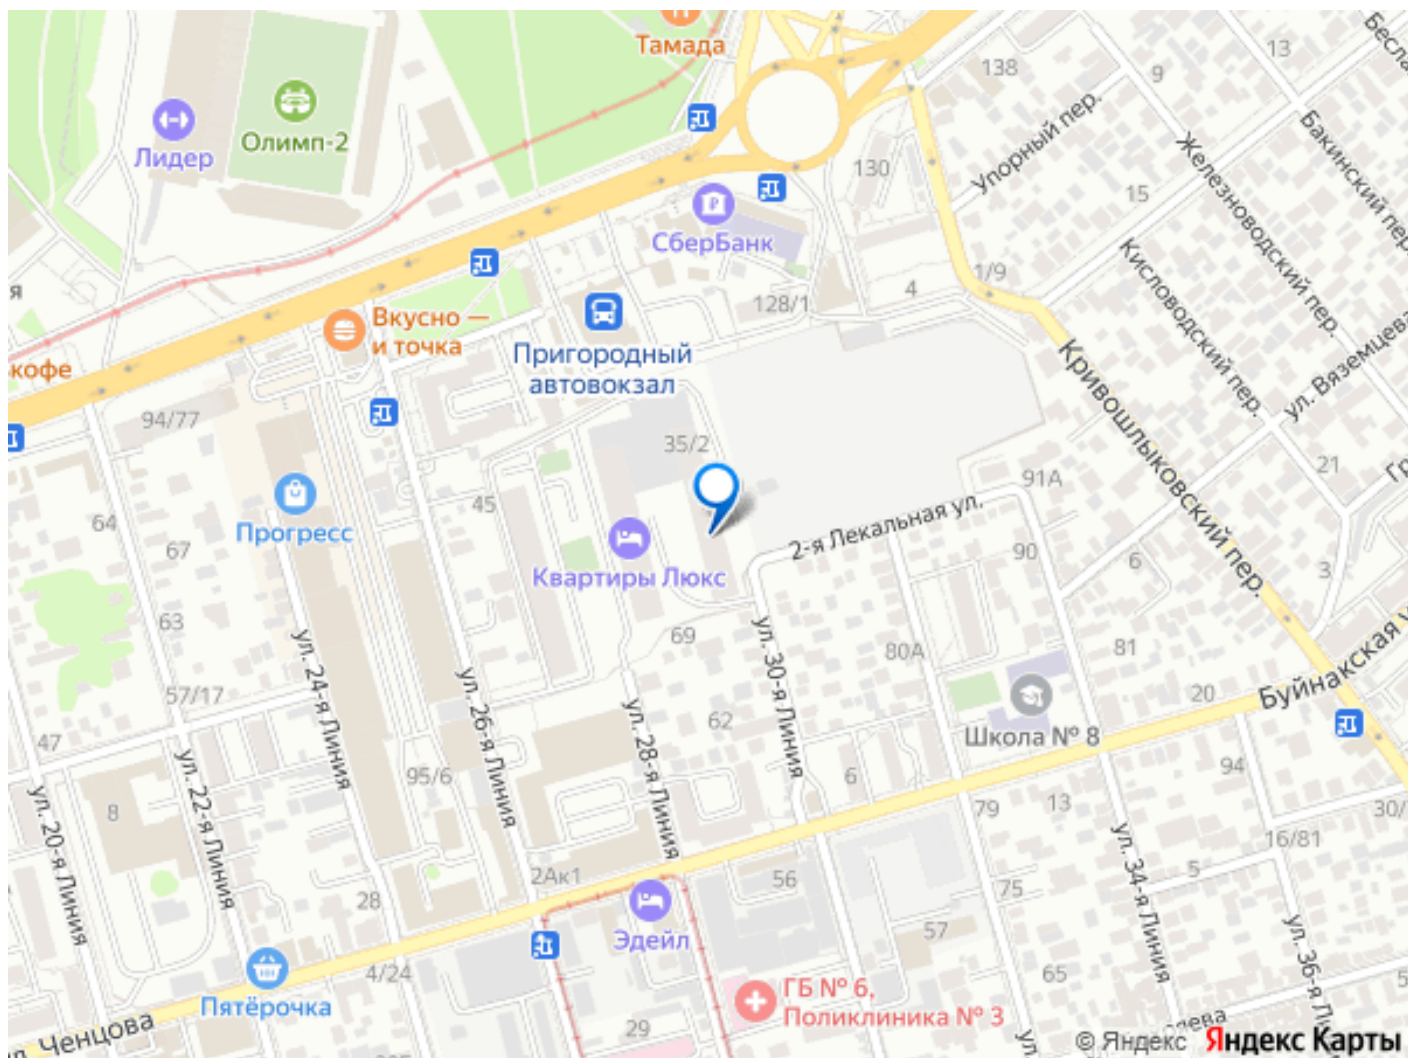 Тамада
138
13
9
Бесла
Упорный пер.
Бакинский пер.
Железноводский пер.
Лидер
Олимп-2
130
15
СберБанк
Кисловодский пер.
я
128/1
4
1/9
Вкусно —
и точка
кофе
Пригородный
автовокзал
ул. Вяземцева
Кривошлыковский пер.
94/77
35/2
21
Гр
91А
45
64
67
Прогресс
2-я Лекальная ул.
90
6
3
Квартиры Люкс
63
69
80А
81
ул. 24-я Линия
ул. 26-я Линия
ул. 28-я Линия
ул. 30-я Линия
57/17
62
20
Буйнакская у
47
Школа № 8
95/6
6
94
8
79
13
30/
ул. 20-я Линия
ул. 22-я Линия
ул. 34-я Линия
16/81
5
2Ак1
56
75
28
Эдейл
57
ул. 36-я Л
4/24
65
Пятёрочка
ГБ № 6,
Поликлиника № 3
29
ул
Ченцова
ева
5
© Яндекс Яндекс Карты